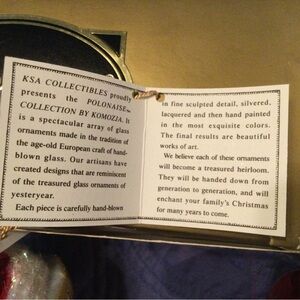 KSA COLLECTIBLES proudly
presents the POLONAISE™
COLLECTION BY KOMOZJA. It
is a spectacular array of glass
ornaments made in the tradition of
the age-old European craft of hand-
blown glass. Our artisans have
created designs that are reminiscent
of the treasured glass ornaments of
yesteryear.
Each piece is carefully hand-blown
in fine sculpted detail, silvered,
lacquered and then hand painted
in the most exquisite colors.
The final results are beautiful
works of art.
We believe each of these ornaments
will become a treasured heirloom.
They will be handed down from
generation to generation, and will
enchant your family's Christmas
for many years to come.